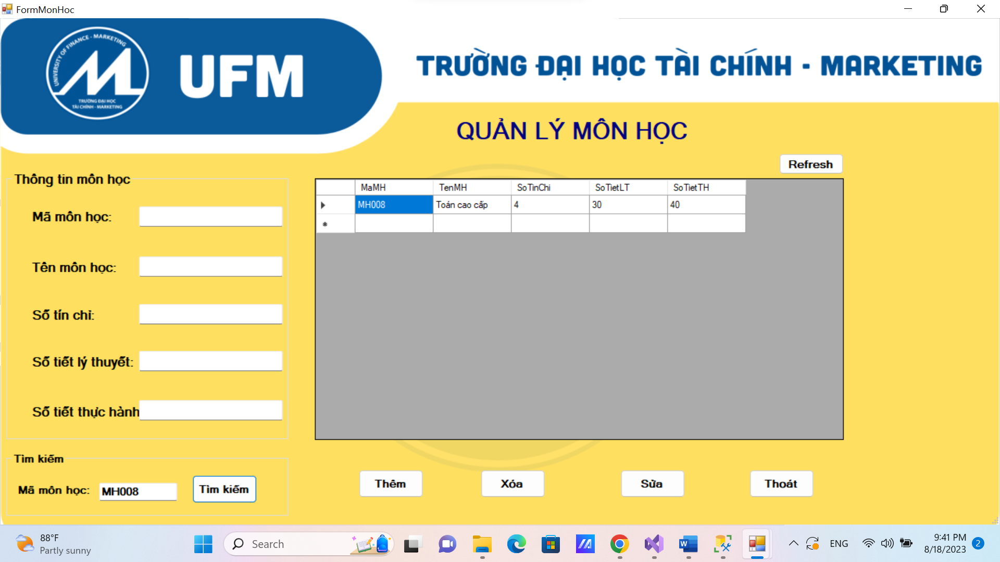 FormMonHoc
UNIVERSITY OF FINANCE - MARKETING
TRƯỜNG ĐẠI HỌC
TÀI CHÍNH - MARKETING
UFM
TRƯỜNG ĐẠI HỌC TÀI CHÍNH - MARKETING
QUẢN LÝ MÔN HỌC
Refresh
Thông tin môn học
Mã môn học:
Tên môn học:
Số tín chỉ:
Số tiết lý thuyết:
Số tiết thực hành
MaMH TenMH SoTinChi SoTietLT SoTietTH
MH008 Toán cao cấp 4 30 40
Tìm kiếm
Mã môn học: MH008 Tìm kiếm
Thêm Xóa Sửa Thoát
88°F
Partly sunny
Search
ENG
9:41 PM
8/18/2023
2